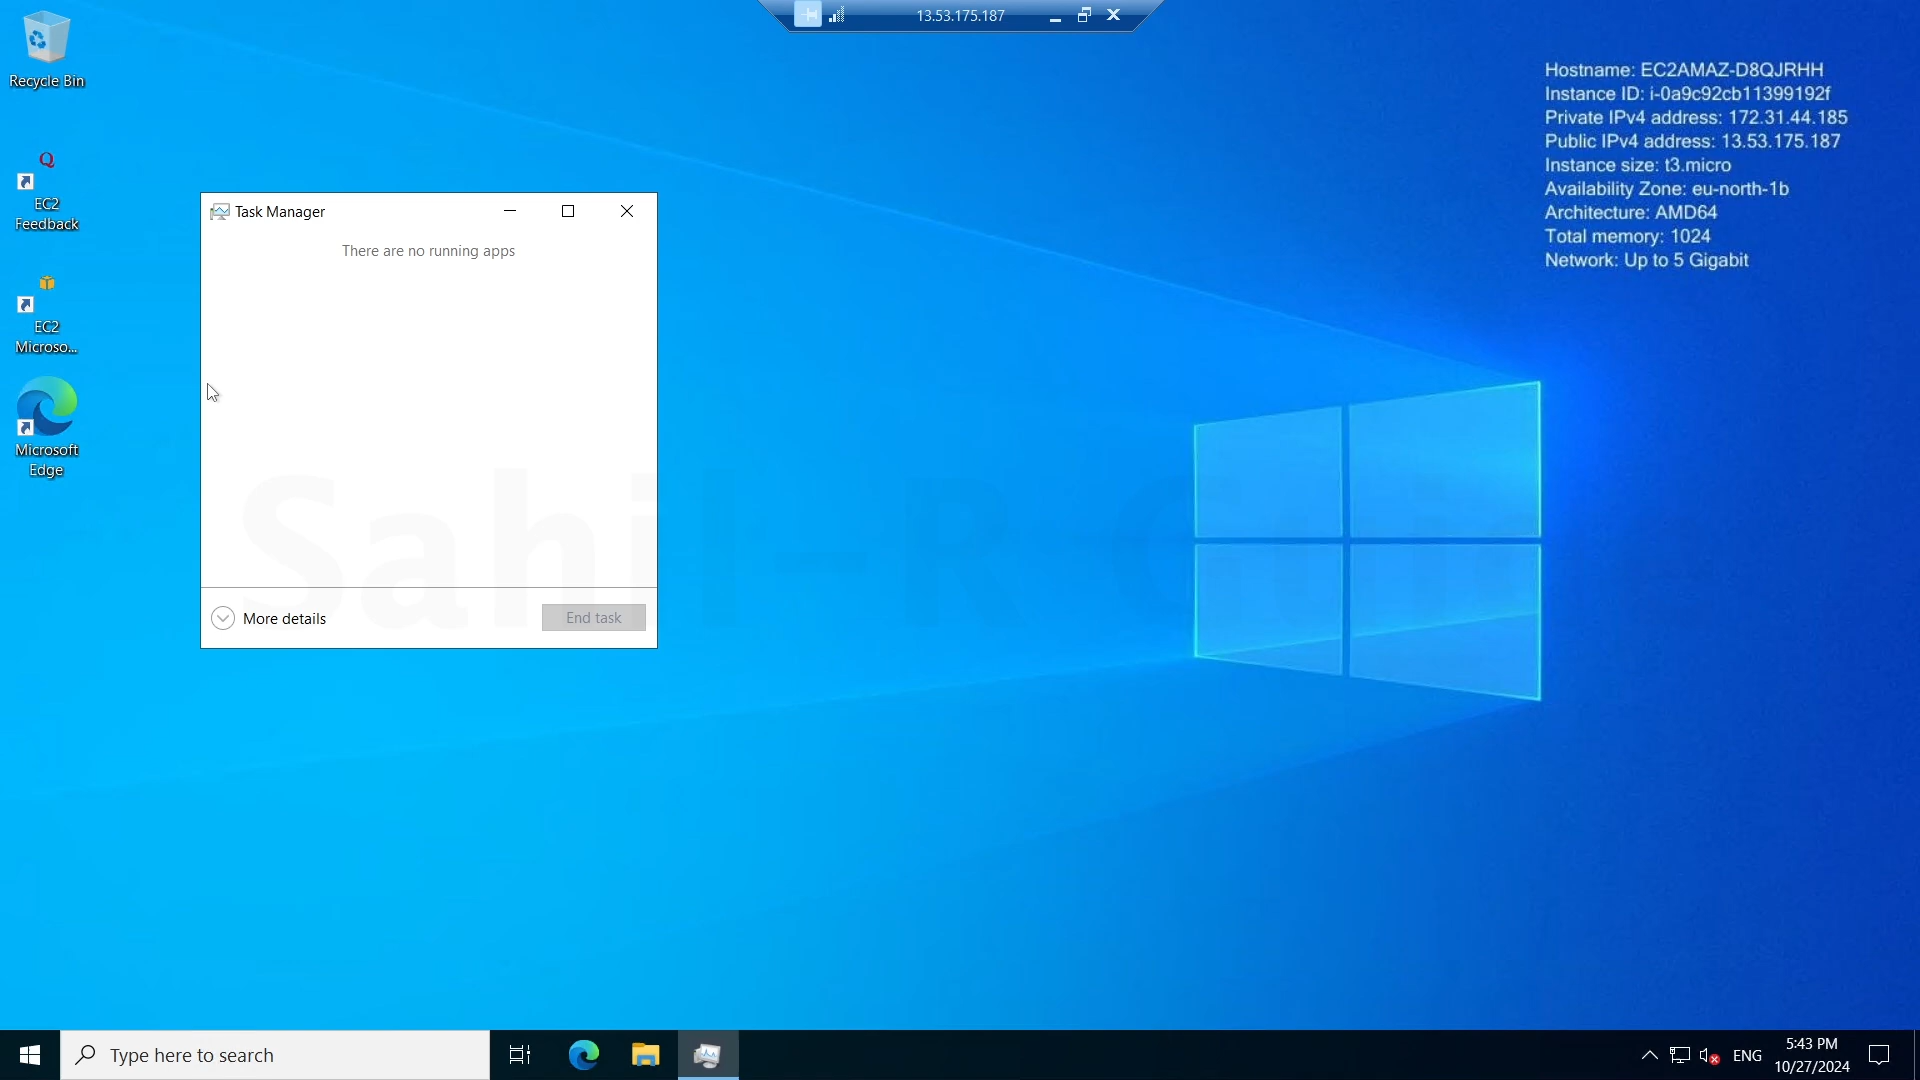 13.53.175.187
Recycle Bin
Hostname: EC2AMAZ-D8QJRHH
Instance ID: i-0a9c92cb11399192f
Private IPv4 address: 172.31.44.185
Public IPv4 address: 13.53.175.187
Instance size: t3.micro
Availability Zone: eu-north-1b
Architecture: AMD64
Total memory: 1024
Network: Up to 5 Gigabit
Q
EC2
Feedback
EC2
Microso...
Microsoft
Edge
Task Manager
There are no running apps
More details
End task
Type here to search
ENG
5:43 PM
10/27/2024